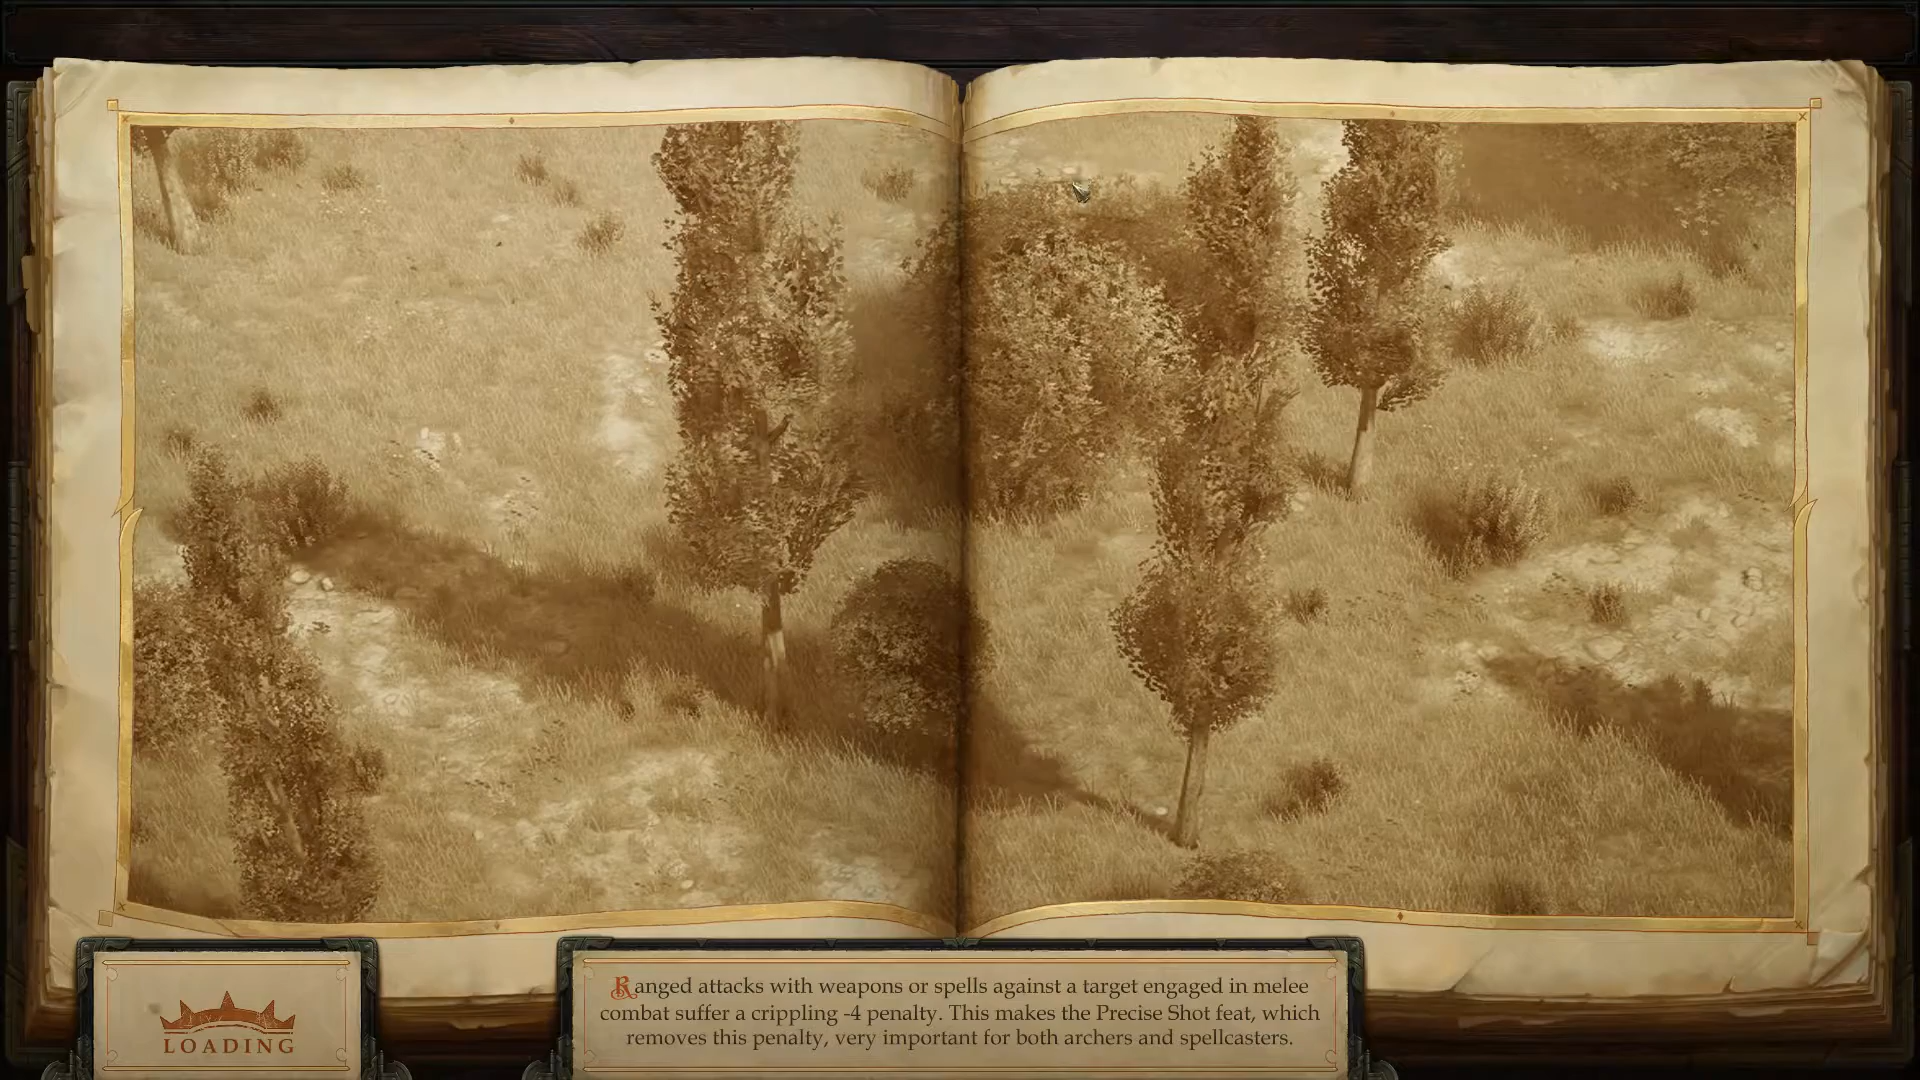 Ranged attacks with weapons or spells against a target engaged in melee
combat suffer a crippling -4 penalty. This makes the Precise Shot feat, which
removes this penalty, very important for both archers and spellcasters.
LOADING